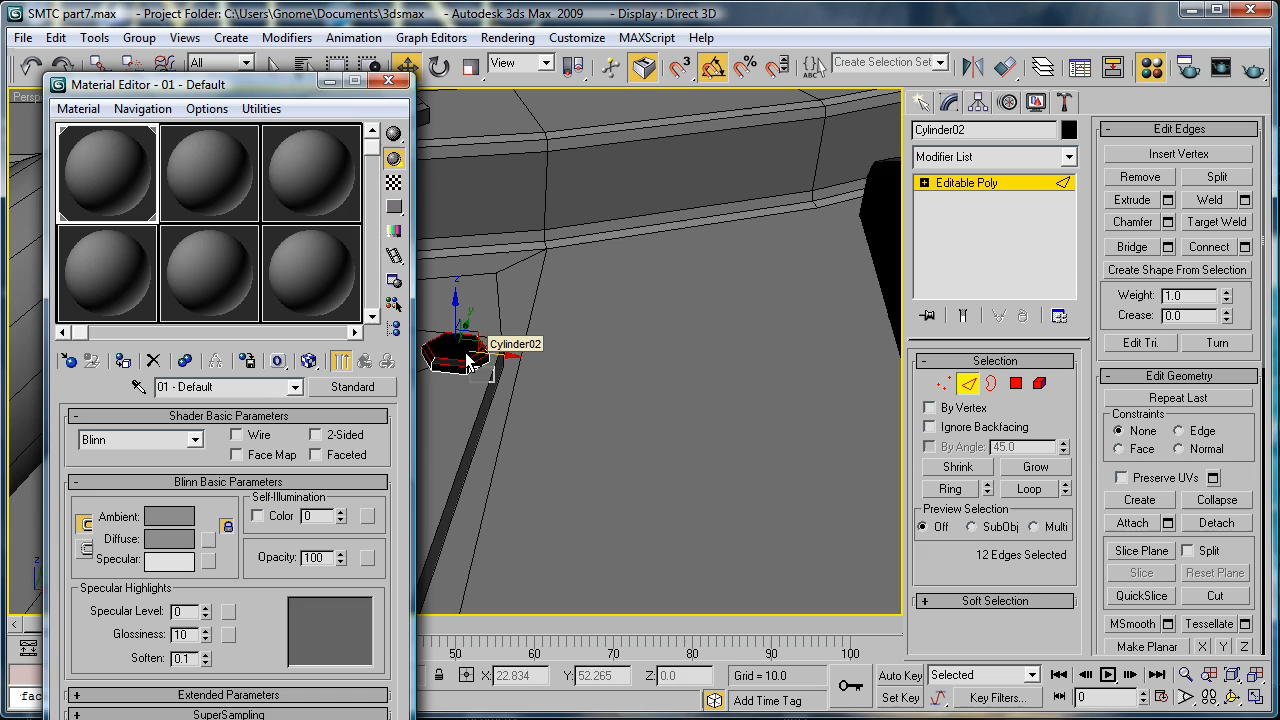 SMTC part7.max - Project Folder: C:\Users\Gnome\Documents\3dsmax - Autodesk 3ds Max 2009 - Display : Direct 3D
File Edit Tools Group Views Create Modifiers Animation Graph Editors Rendering Customize MAXScript Help
All View Create Selection Set
Material Editor - 01 - Default
Material Navigation Options Utilities
01 - Default Standard
Shader Basic Parameters
Blinn Wire 2-Sided
Face Map Faceted
Blinn Basic Parameters
Self-Illumination
Ambient: Color 0
Diffuse:
Specular: Opacity: 100
Specular Highlights
Specular Level: 0
Glossiness: 10
Soften: 0.1
Extended Parameters
SuperSampling
z
y
Cylinder02
Cylinder02
Modifier List
Editable Poly
Selection
By Vertex
Ignore Backfacing
By Angle: 45.0
Shrink Grow
Ring Loop
Preview Selection
Off SubObj Multi
12 Edges Selected
Soft Selection
Edit Edges
Insert Vertex
Remove Split
Extrude Weld
Chamfer Target Weld
Bridge Connect
Create Shape From Selection
Weight: 1.0
Crease: 0.0
Edit Tri. Turn
Edit Geometry
Repeat Last
Constraints
None Edge
Face Normal
Preserve UVs
Create Collapse
Attach Detach
Slice Plane Split
Slice Reset Plane
QuickSlice Cut
MSmooth Tessellate
Make Planar X Y Z
50 60 70 80 90 100
X: 22.834 Y: 52.265 Z: 0.0 Grid = 10.0
Add Time Tag
Auto Key Selected
Set Key Key Filters... 0